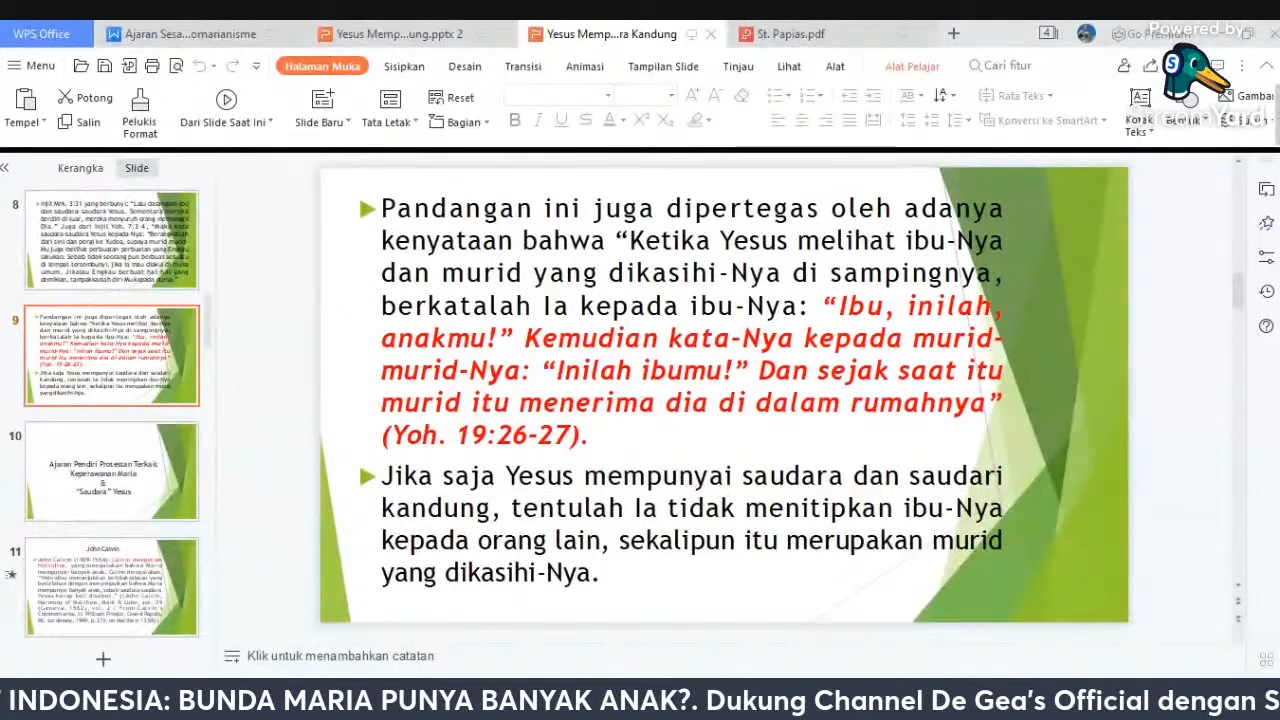 WPS Office
Ajaran Sesa...omarianisme
Yesus Memp...ung.pptx 2
Yesus Memp...ra Kandung
St. Papias.pdf
4
Powered by
Menu
Halaman Muka
Sisipkan
Transisi
Animasi
Tampilan Slide
Tinjau
Lihat
Alat
Alat Pelajar
Cari fitur
Tempel
Potong
Salin
Pelukis
Format
Dari Slide Saat Ini
Slide Baru
Tata Letak
Reset
Bagian
B I U S A X² X₂
Rata Teks
Konversi ke SmartArt
Kotak
Teks
Gamba
Kerangka
Slide
8
9
10
Ajaran Pendiri Protestan Terkait
Keperawanan Maria
&
"Saudara" Yesus
11
John Calvin
Pandangan ini juga dipertegas oleh adanya
kenyataan bahwa “Ketika Yesus melihat ibu-Nya
dan murid yang dikasihi-Nya di sampingnya,
berkatalah Ia kepada ibu-Nya: “Ibu, inilah,
anakmu!” Kemudian kata-Nya kepada murid-
murid-Nya: “Inilah ibumu!” Dan sejak saat itu
murid itu menerima dia di dalam rumahnya”
(Yoh. 19:26-27).
Jika saja Yesus mempunyai saudara dan saudari
kandung, tentulah Ia tidak menitipkan ibu-Nya
kepada orang lain, sekalipun itu merupakan murid
yang dikasihi-Nya.
Klik untuk menambahkan catatan
INDONESIA: BUNDA MARIA PUNYA BANYAK ANAK?. Dukung Channel De Gea's Official dengan S